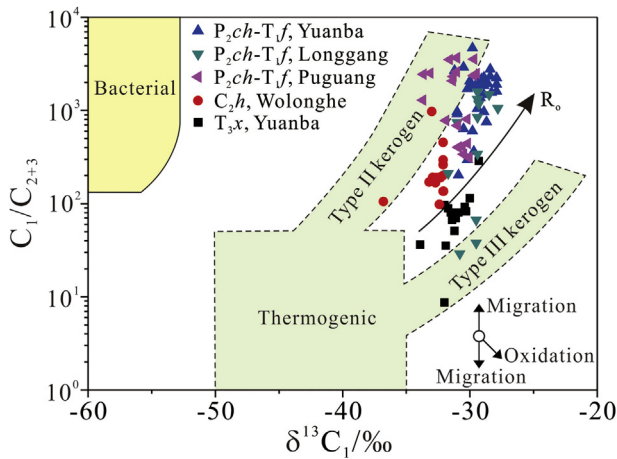 C₁/C₂₊₃
10⁴
10³
10²
10¹
10⁰
-60
-50
-40
-30
-20
δ¹³C₁/‰
Bacterial
P₂ch-T₁f, Yuanba
P₂ch-T₁f, Longgang
P₂ch-T₁f, Puguang
C₂h, Wolonghe
T₃x, Yuanba
Rₒ
Type II kerogen
Type III kerogen
Thermogenic
Migration
Oxidation
Migration